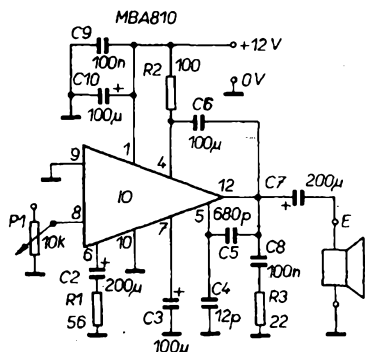 MBA810
C9
100n
C10
+
100µ
R2
100
+12V
0V
C6
100µ
1
4
9
IO
12
C7
200µ
+
P1
8
10k
6
10
7
5
680p
C5
C8
100n
E
C2
+
200µ
R1
56
C3
+
100µ
C4
12p
R3
22